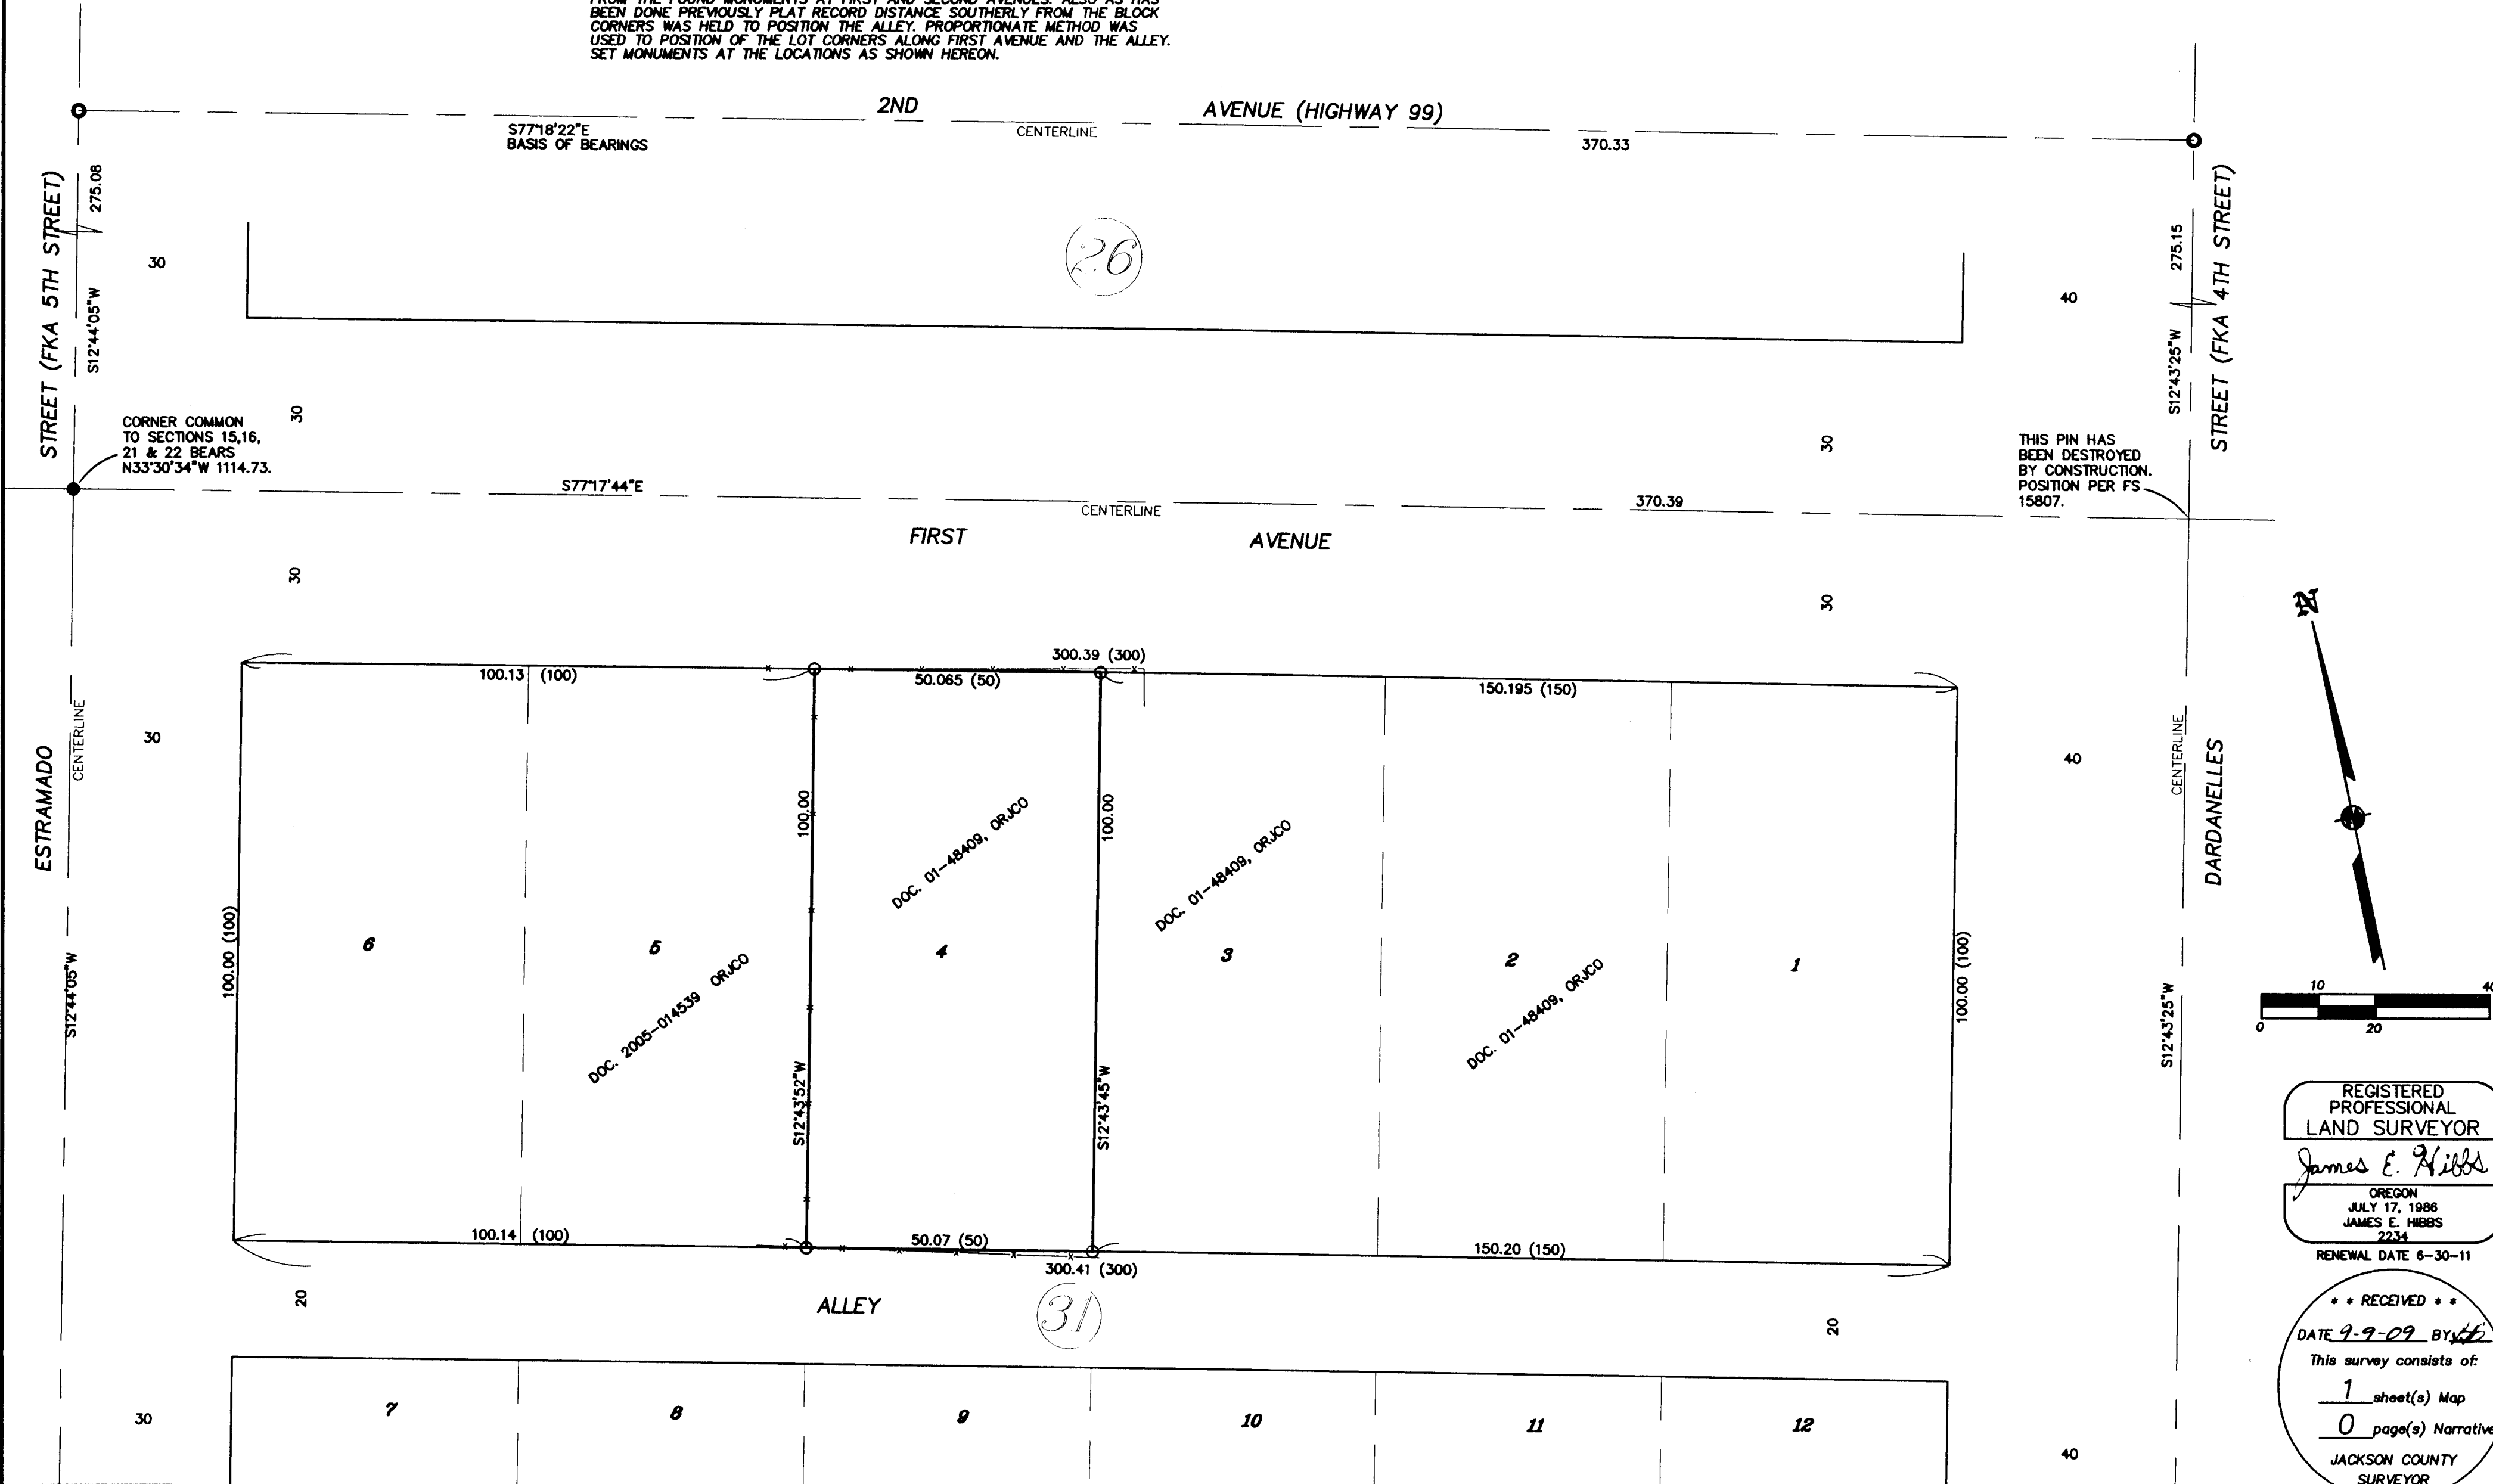 FROM THE FOUND MONUMENTS AT FIRST AND SECOND AVENUES. ALSO AS HAS
BEEN DONE PREVIOUSLY PLAT RECORD DISTANCE SOUTHERLY FROM THE BLOCK
CORNERS WAS HELD TO POSITION THE ALLEY. PROPORTIONATE METHOD WAS
USED TO POSITION OF THE LOT CORNERS ALONG FIRST AVENUE AND THE ALLEY.
SET MONUMENTS AT THE LOCATIONS AS SHOWN HEREON.
2ND AVENUE (HIGHWAY 99)
S77°18'22"E
BASIS OF BEARINGS
CENTERLINE
370.33
STREET (FKA 5TH STREET)
275.08
S12°44'05"W
30
26
40
275.15
S12°43'25"W
STREET (FKA 4TH STREET)
CORNER COMMON
TO SECTIONS 15,16,
21 & 22 BEARS
N33°30'34"W 1114.73.
30
30
THIS PIN HAS
BEEN DESTROYED
BY CONSTRUCTION.
POSITION PER FS
15807.
S77°17'44"E
CENTERLINE
370.39
FIRST AVENUE
30
30
N
300.39 (300)
100.13 (100)
50.065 (50)
150.195 (150)
ESTRAMADO
CENTERLINE
30
40
CENTERLINE
DARDANELLES
100.00
100.00
DOC. 01-48409, ORJCO
DOC. 01-48409, ORJCO
100.00 (100)
6
5
4
3
2
1
100.00 (100)
DOC. 2005-014539 ORJCO
DOC. 01-48409, ORJCO
S12°44'05"W
S12°43'52"W
S12°43'45"W
S12°43'25"W
10
0
20
REGISTERED
PROFESSIONAL
LAND SURVEYOR
James E. Hibbs
OREGON
JULY 17, 1986
JAMES E. HIBBS
2234
RENEWAL DATE 6-30-11
100.14 (100)
50.07 (50)
150.20 (150)
300.41 (300)
20
ALLEY
31
20
* * RECEIVED * *
DATE 9-9-09 BY
This survey consists of:
1 sheet(s) Map
0 page(s) Narrative
JACKSON COUNTY
SURVEYOR
30
7
8
9
10
11
12
40